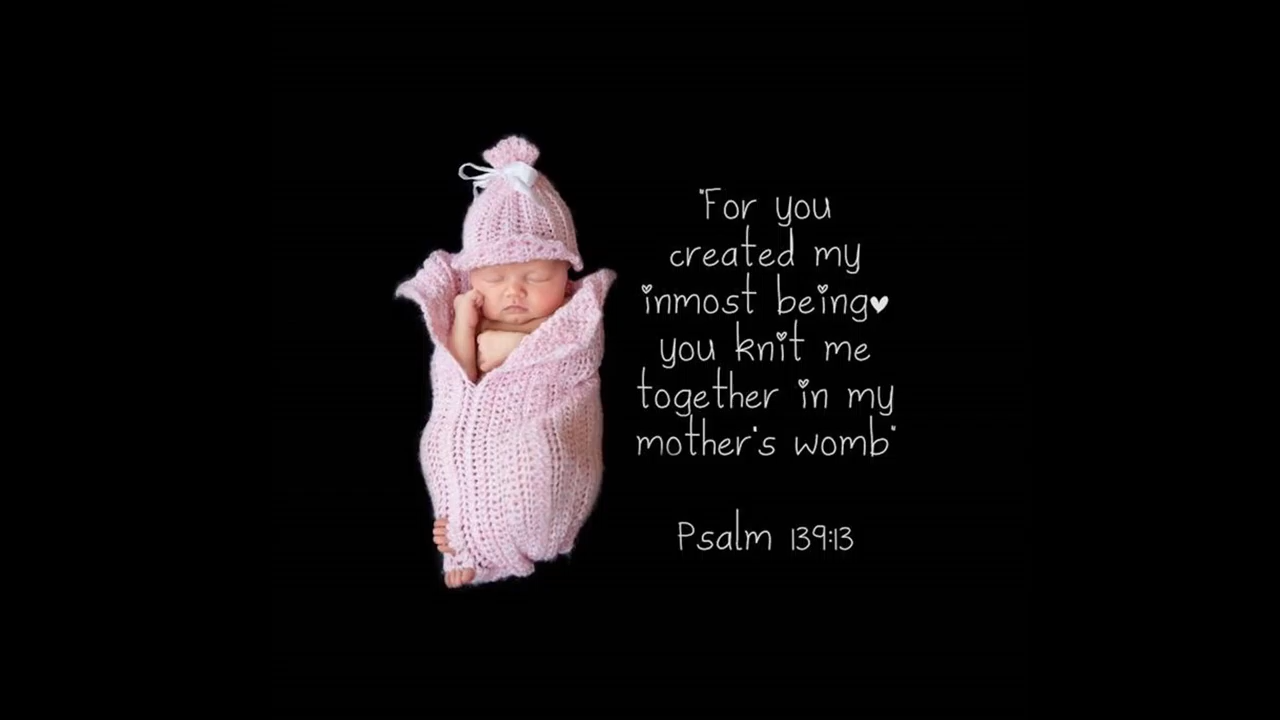 "For you
created my
inmost being♥
you knit me
together in my
mother's womb"
Psalm 139:13